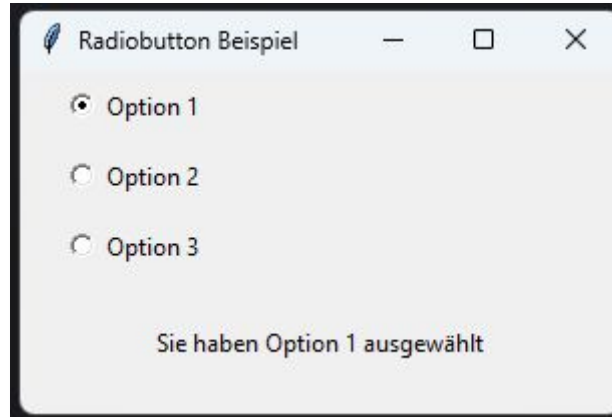 Radiobutton Beispiel
Option 1
Option 2
Option 3
Sie haben Option 1 ausgewählt